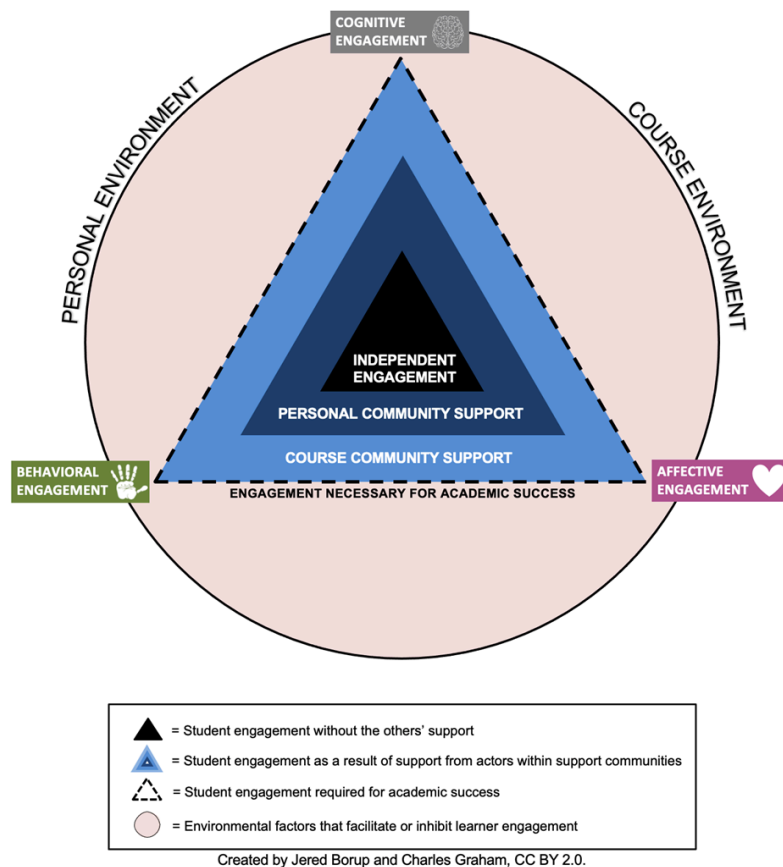 COGNITIVE
ENGAGEMENT
PERSONAL ENVIRONMENT
COURSE ENVIRONMENT
INDEPENDENT
ENGAGEMENT
PERSONAL COMMUNITY SUPPORT
COURSE COMMUNITY SUPPORT
BEHAVIORAL
ENGAGEMENT
AFFECTIVE
ENGAGEMENT
ENGAGEMENT NECESSARY FOR ACADEMIC SUCCESS
= Student engagement without the others’ support
= Student engagement as a result of support from actors within support communities
= Student engagement required for academic success
= Environmental factors that facilitate or inhibit learner engagement
Created by Jered Borup and Charles Graham, CC BY 2.0.